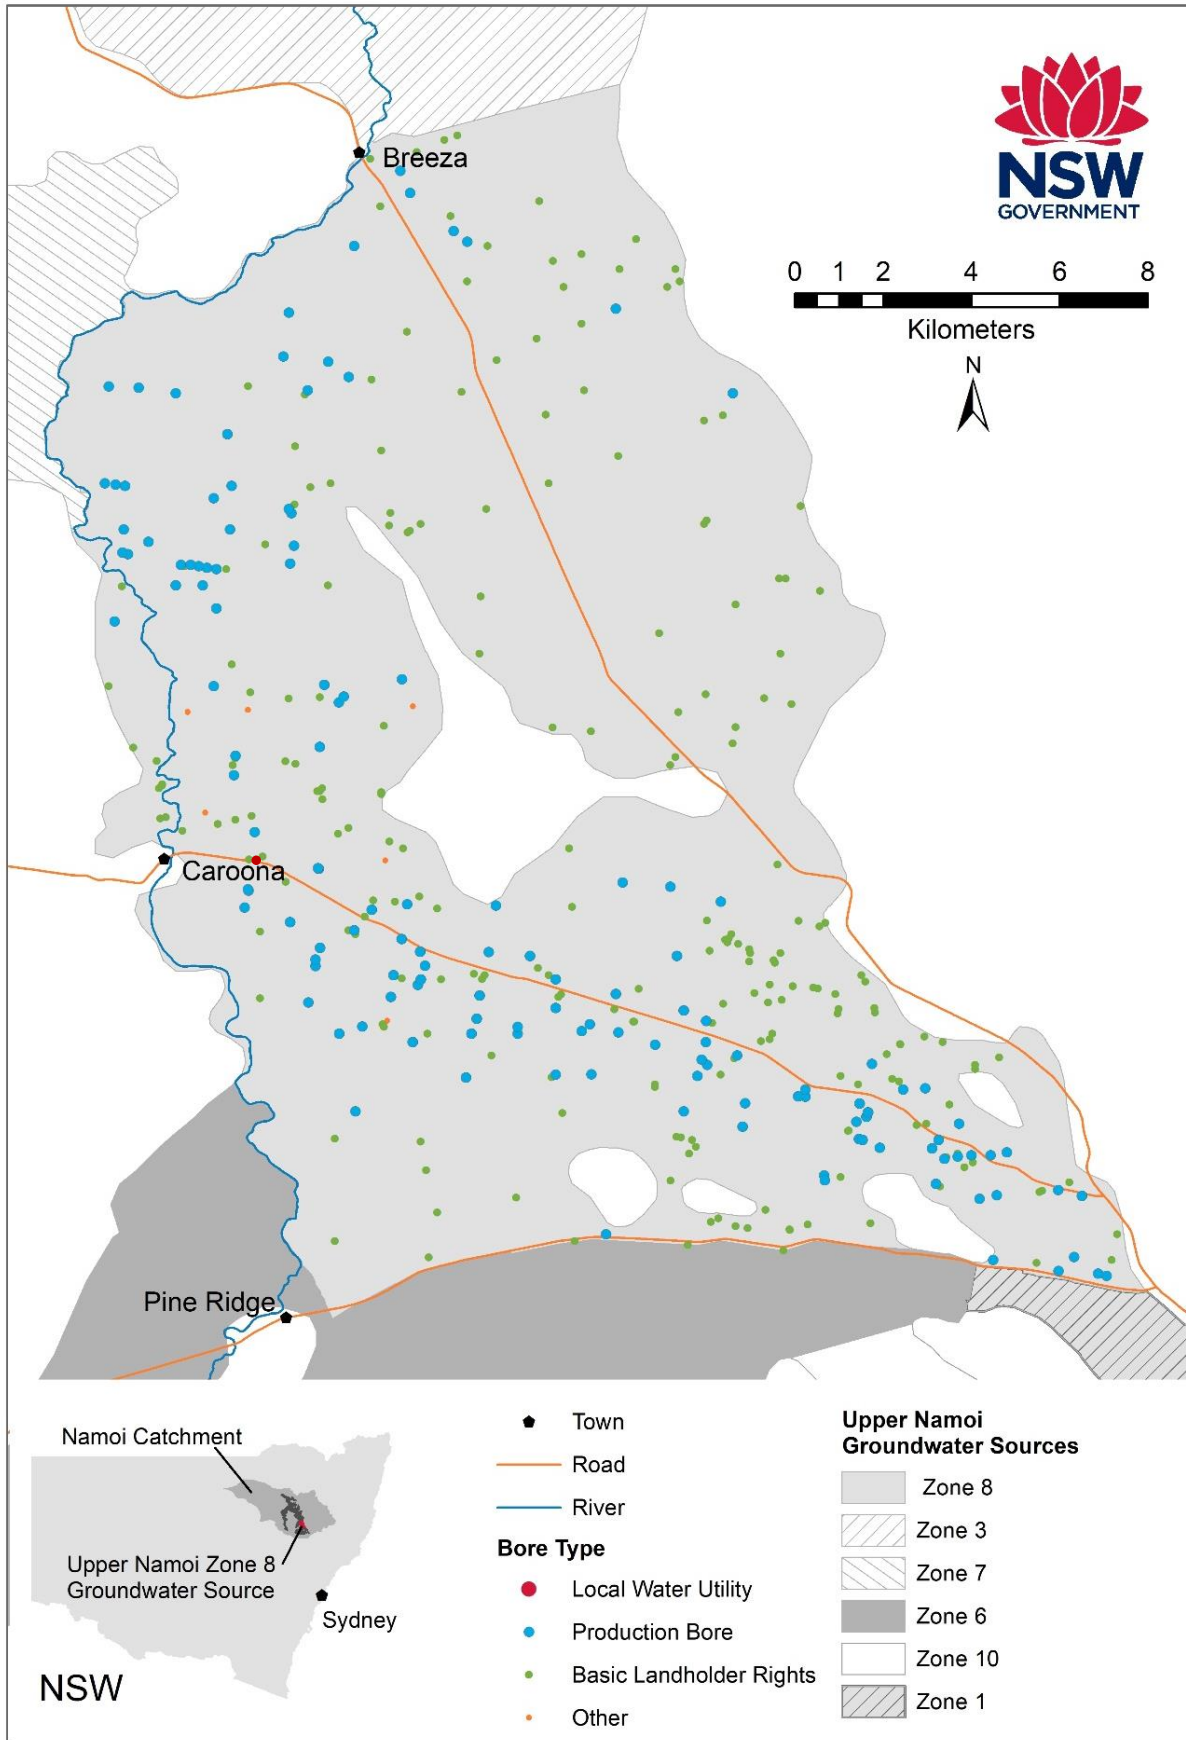 Breeza
NSW
GOVERNMENT
0 1 2 4 6 8
Kilometers
N
Caroona
Pine Ridge
Namoi Catchment
Upper Namoi Zone 8
Groundwater Source
Sydney
NSW
Town
Road
River
Bore Type
Local Water Utility
Production Bore
Basic Landholder Rights
Other
Upper Namoi
Groundwater Sources
Zone 8
Zone 3
Zone 7
Zone 6
Zone 10
Zone 1